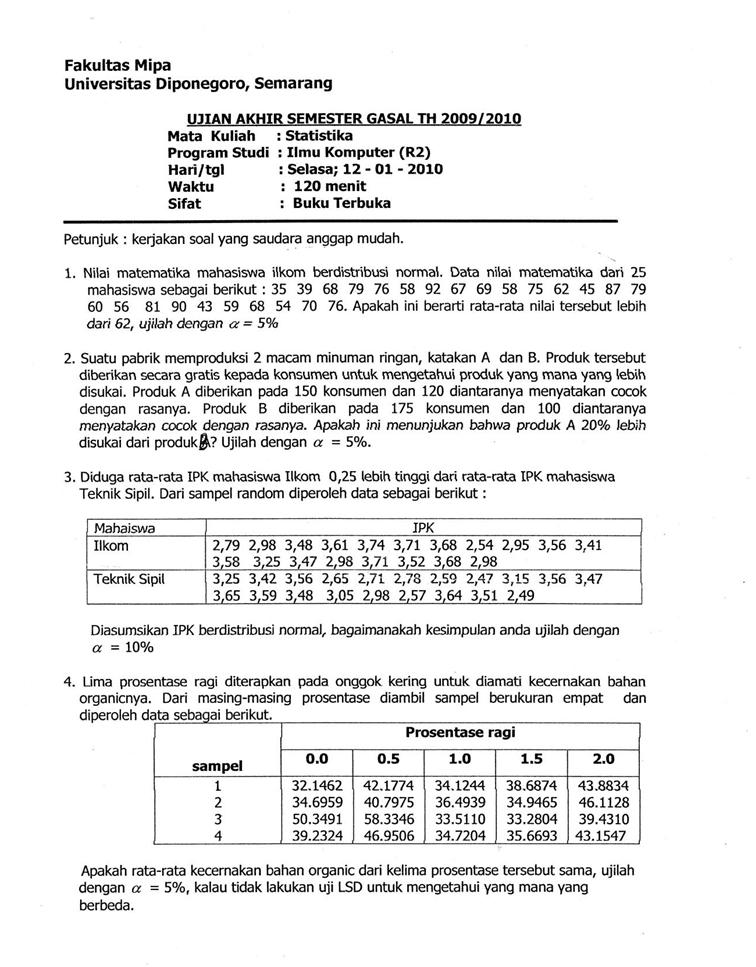 Fakultas Mipa
Universitas Diponegoro, Semarang
UJIAN AKHIR SEMESTER GASAL TH 2009/2010
Mata Kuliah : Statistika
Program Studi : Ilmu Komputer (R2)
Hari/tgl : Selasa; 12 - 01 - 2010
Waktu : 120 menit
Sifat : Buku Terbuka
Petunjuk : kerjakan soal yang saudara anggap mudah.
1. Nilai matematika mahasiswa ilkom berdistribusi normal. Data nilai matematika dari 25
mahasiswa sebagai berikut : 35 39 68 79 76 58 92 67 69 58 75 62 45 87 79
60 56 81 90 43 59 68 54 70 76. Apakah ini berarti rata-rata nilai tersebut lebih
dari 62, ujilah dengan α = 5%
2. Suatu pabrik memproduksi 2 macam minuman ringan, katakan A dan B. Produk tersebut
diberikan secara gratis kepada konsumen untuk mengetahui produk yang mana yang lebih
disukai. Produk A diberikan pada 150 konsumen dan 120 diantaranya menyatakan cocok
dengan rasanya. Produk B diberikan pada 175 konsumen dan 100 diantaranya
menyatakan cocok dengan rasanya. Apakah ini menunjukan bahwa produk A 20% lebih
disukai dari produk ? Ujilah dengan α = 5%.
3. Diduga rata-rata IPK mahasiswa Ilkom 0,25 lebih tinggi dari rata-rata IPK mahasiswa
Teknik Sipil. Dari sampel random diperoleh data sebagai berikut :
Mahaiswa IPK
Ilkom 2,79 2,98 3,48 3,61 3,74 3,71 3,68 2,54 2,95 3,56 3,41
3,58 3,25 3,47 2,98 3,71 3,52 3,68 2,98
Teknik Sipil 3,25 3,42 3,56 2,65 2,71 2,78 2,59 2,47 3,15 3,56 3,47
3,65 3,59 3,48 3,05 2,98 2,57 3,64 3,51 2,49
Diasumsikan IPK berdistribusi normal, bagaimanakah kesimpulan anda ujilah dengan
α = 10%
4. Lima prosentase ragi diterapkan pada onggok kering untuk diamati kecernakan bahan
organicnya. Dari masing-masing prosentase diambil sampel berukuran empat dan
diperoleh data sebagai berikut.
Prosentase ragi
sampel 0.0 0.5 1.0 1.5 2.0
1 32.1462 42.1774 34.1244 38.6874 43.8834
2 34.6959 40.7975 36.4939 34.9465 46.1128
3 50.3491 58.3346 33.5110 33.2804 39.4310
4 39.2324 46.9506 34.7204 35.6693 43.1547
Apakah rata-rata kecernakan bahan organic dari kelima prosentase tersebut sama, ujilah
dengan α = 5%, kalau tidak lakukan uji LSD untuk mengetahui yang mana yang
berbeda.